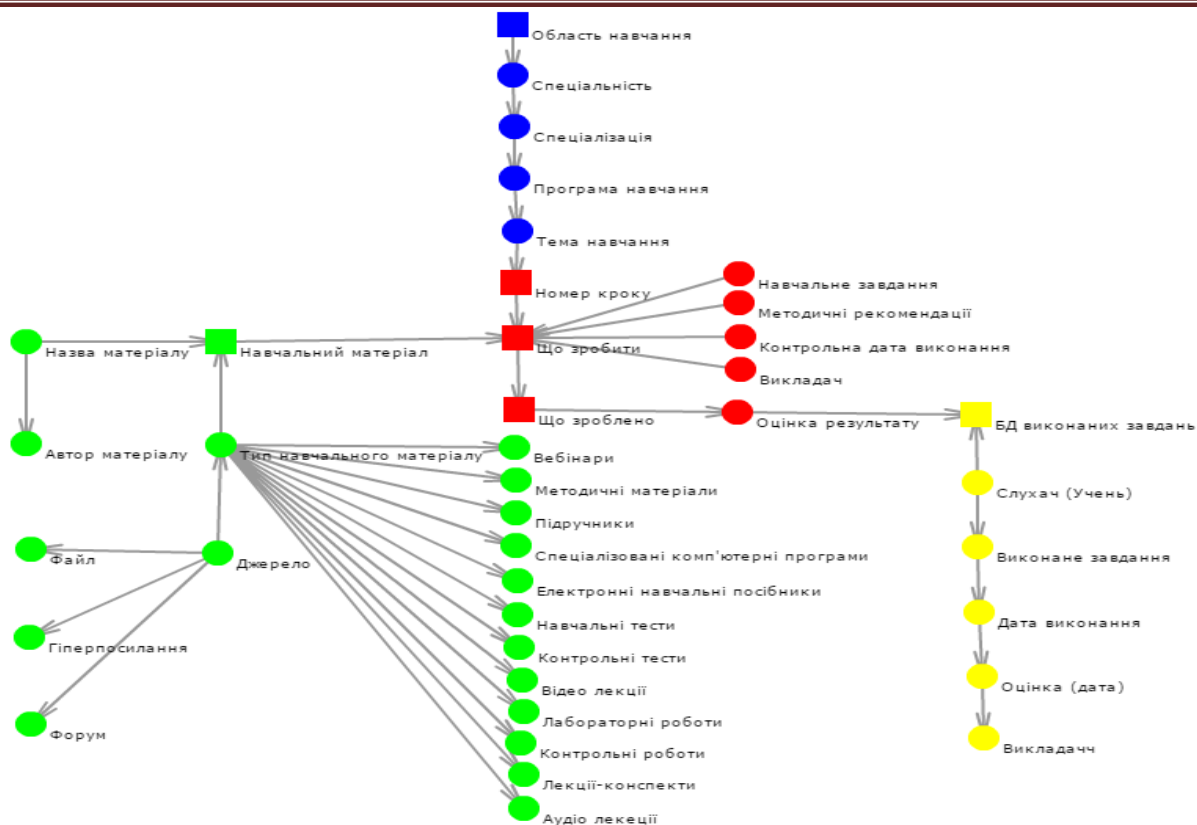 Область навчання
Спеціальність
Спеціалізація
Програма навчання
Тема навчання
Номер кроку
Навчальне завдання
Методичні рекомендації
Назва матеріалу
Навчальний матеріал
Що зробити
Контрольна дата виконання
Викладач
Що зроблено
Оцінка результату
БД виконаних завдань
Автор матеріалу
Тип навчального матеріалу
Вебінари
Методичні матеріали
Слухач (Учень)
Підручники
Файл
Джерело
Спеціалізовані комп'ютерні програми
Виконане завдання
Електронні навчальні посібники
Навчальні тести
Дата виконання
Гіперпосилання
Контрольні тести
Відео лекції
Оцінка (дата)
Лабораторні роботи
Форум
Контрольні роботи
Викладачч
Лекції-конспекти
Аудіо лекеції